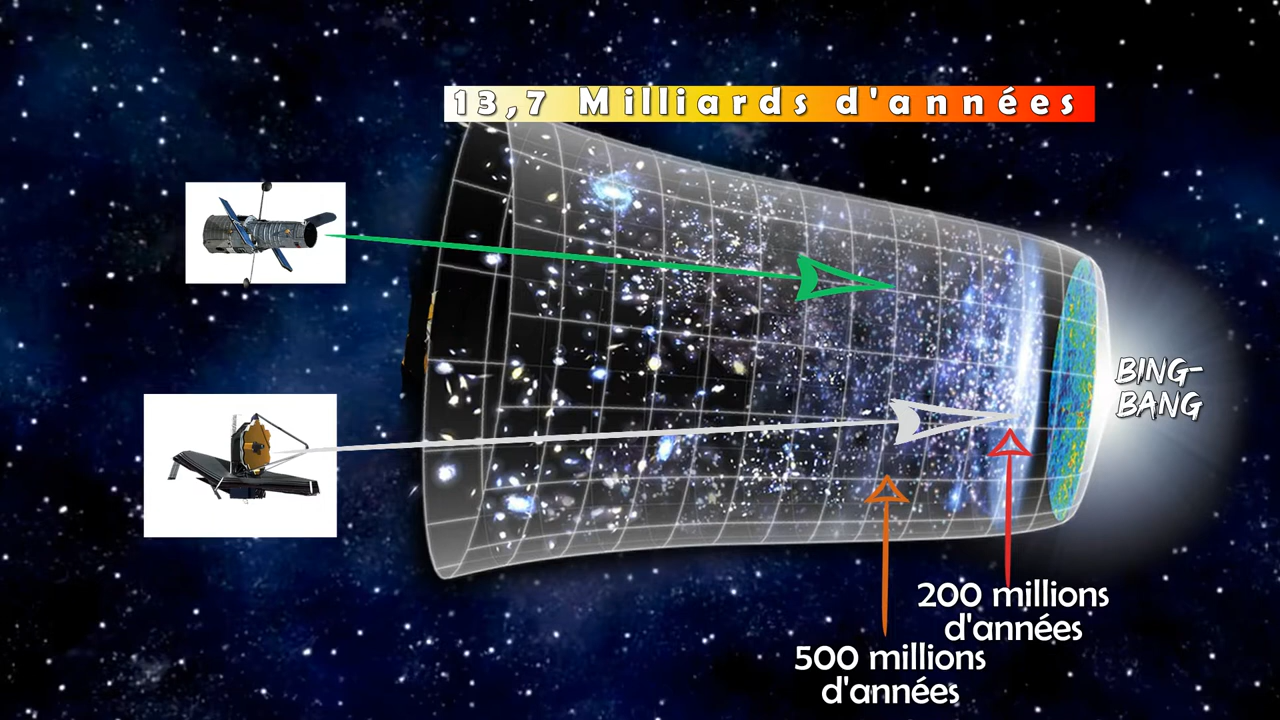 13,7 Milliards d'années
BING-
BANG
200 millions
d'années
500 millions
d'années